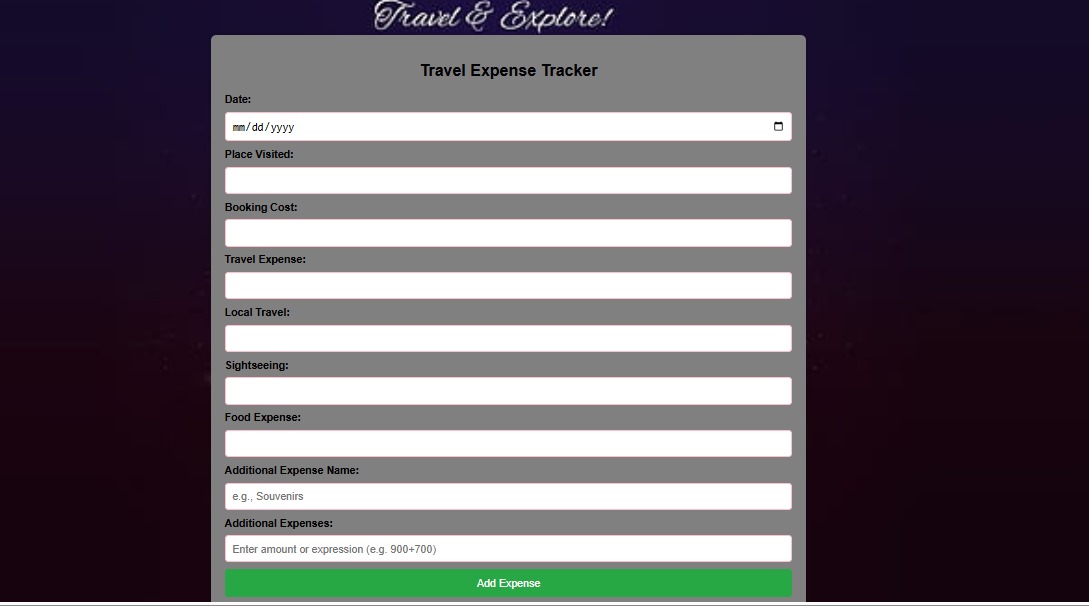 Travel & Explore!
Travel Expense Tracker
Date:
mm/dd/yyyy
Place Visited:
Booking Cost:
Travel Expense:
Local Travel:
Sightseeing:
Food Expense:
Additional Expense Name:
e.g., Souvenirs
Additional Expenses:
Enter amount or expression (e.g. 900+700)
Add Expense